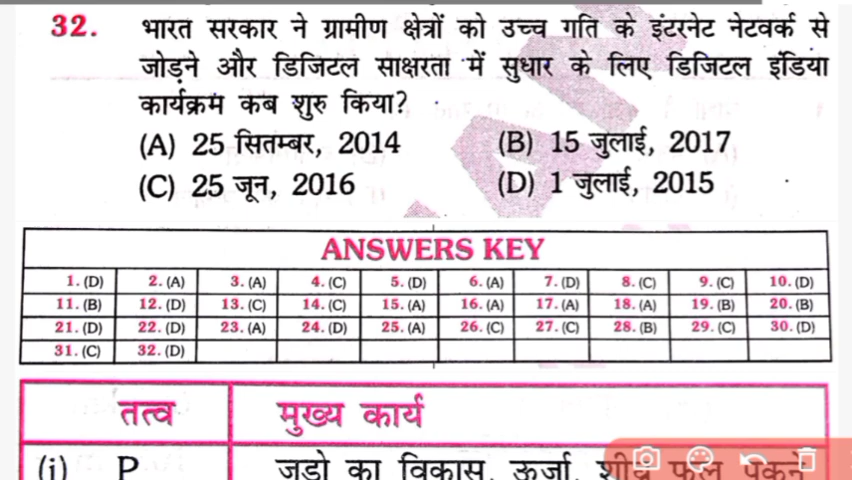 32. भारत सरकार ने ग्रामीण क्षेत्रों को उच्च गति के इंटरनेट नेटवर्क से
जोड़ने और डिजिटल साक्षरता में सुधार के लिए डिजिटल इंडिया
कार्यक्रम कब शुरु किया?
(A) 25 सितम्बर, 2014 (B) 15 जुलाई, 2017
(C) 25 जून, 2016 (D) 1 जुलाई, 2015
ANSWERS KEY
1. (D) 2. (A) 3. (A) 4. (C) 5. (D) 6. (A) 7. (D) 8. (C) 9. (C) 10. (D)
11. (B) 12. (D) 13. (C) 14. (C) 15. (A) 16. (A) 17. (A) 18. (A) 19. (B) 20. (B)
21. (D) 22. (D) 23. (A) 24. (D) 25. (A) 26. (C) 27. (C) 28. (B) 29. (C) 30. (D)
31. (C) 32. (D)
तत्व मुख्य कार्य
(i) P जड़ो का विकास, ऊर्जा, शीघ्र फल पकने